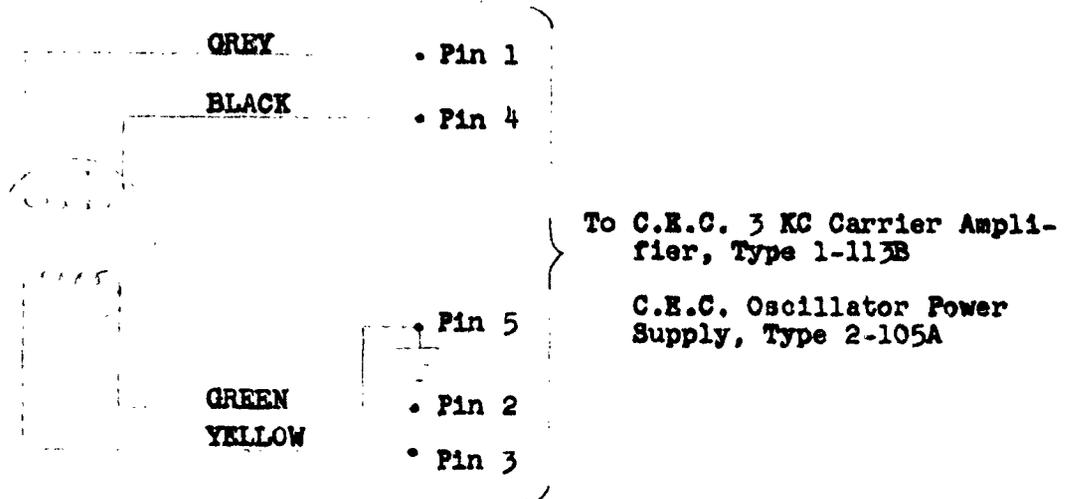 GREY
Pin 1
BLACK
Pin 4
To C.E.C. 3 KC Carrier Ampli-
fier, Type 1-113B
C.E.C. Oscillator Power
Supply, Type 2-105A
Pin 5
GREEN
Pin 2
YELLOW
Pin 3